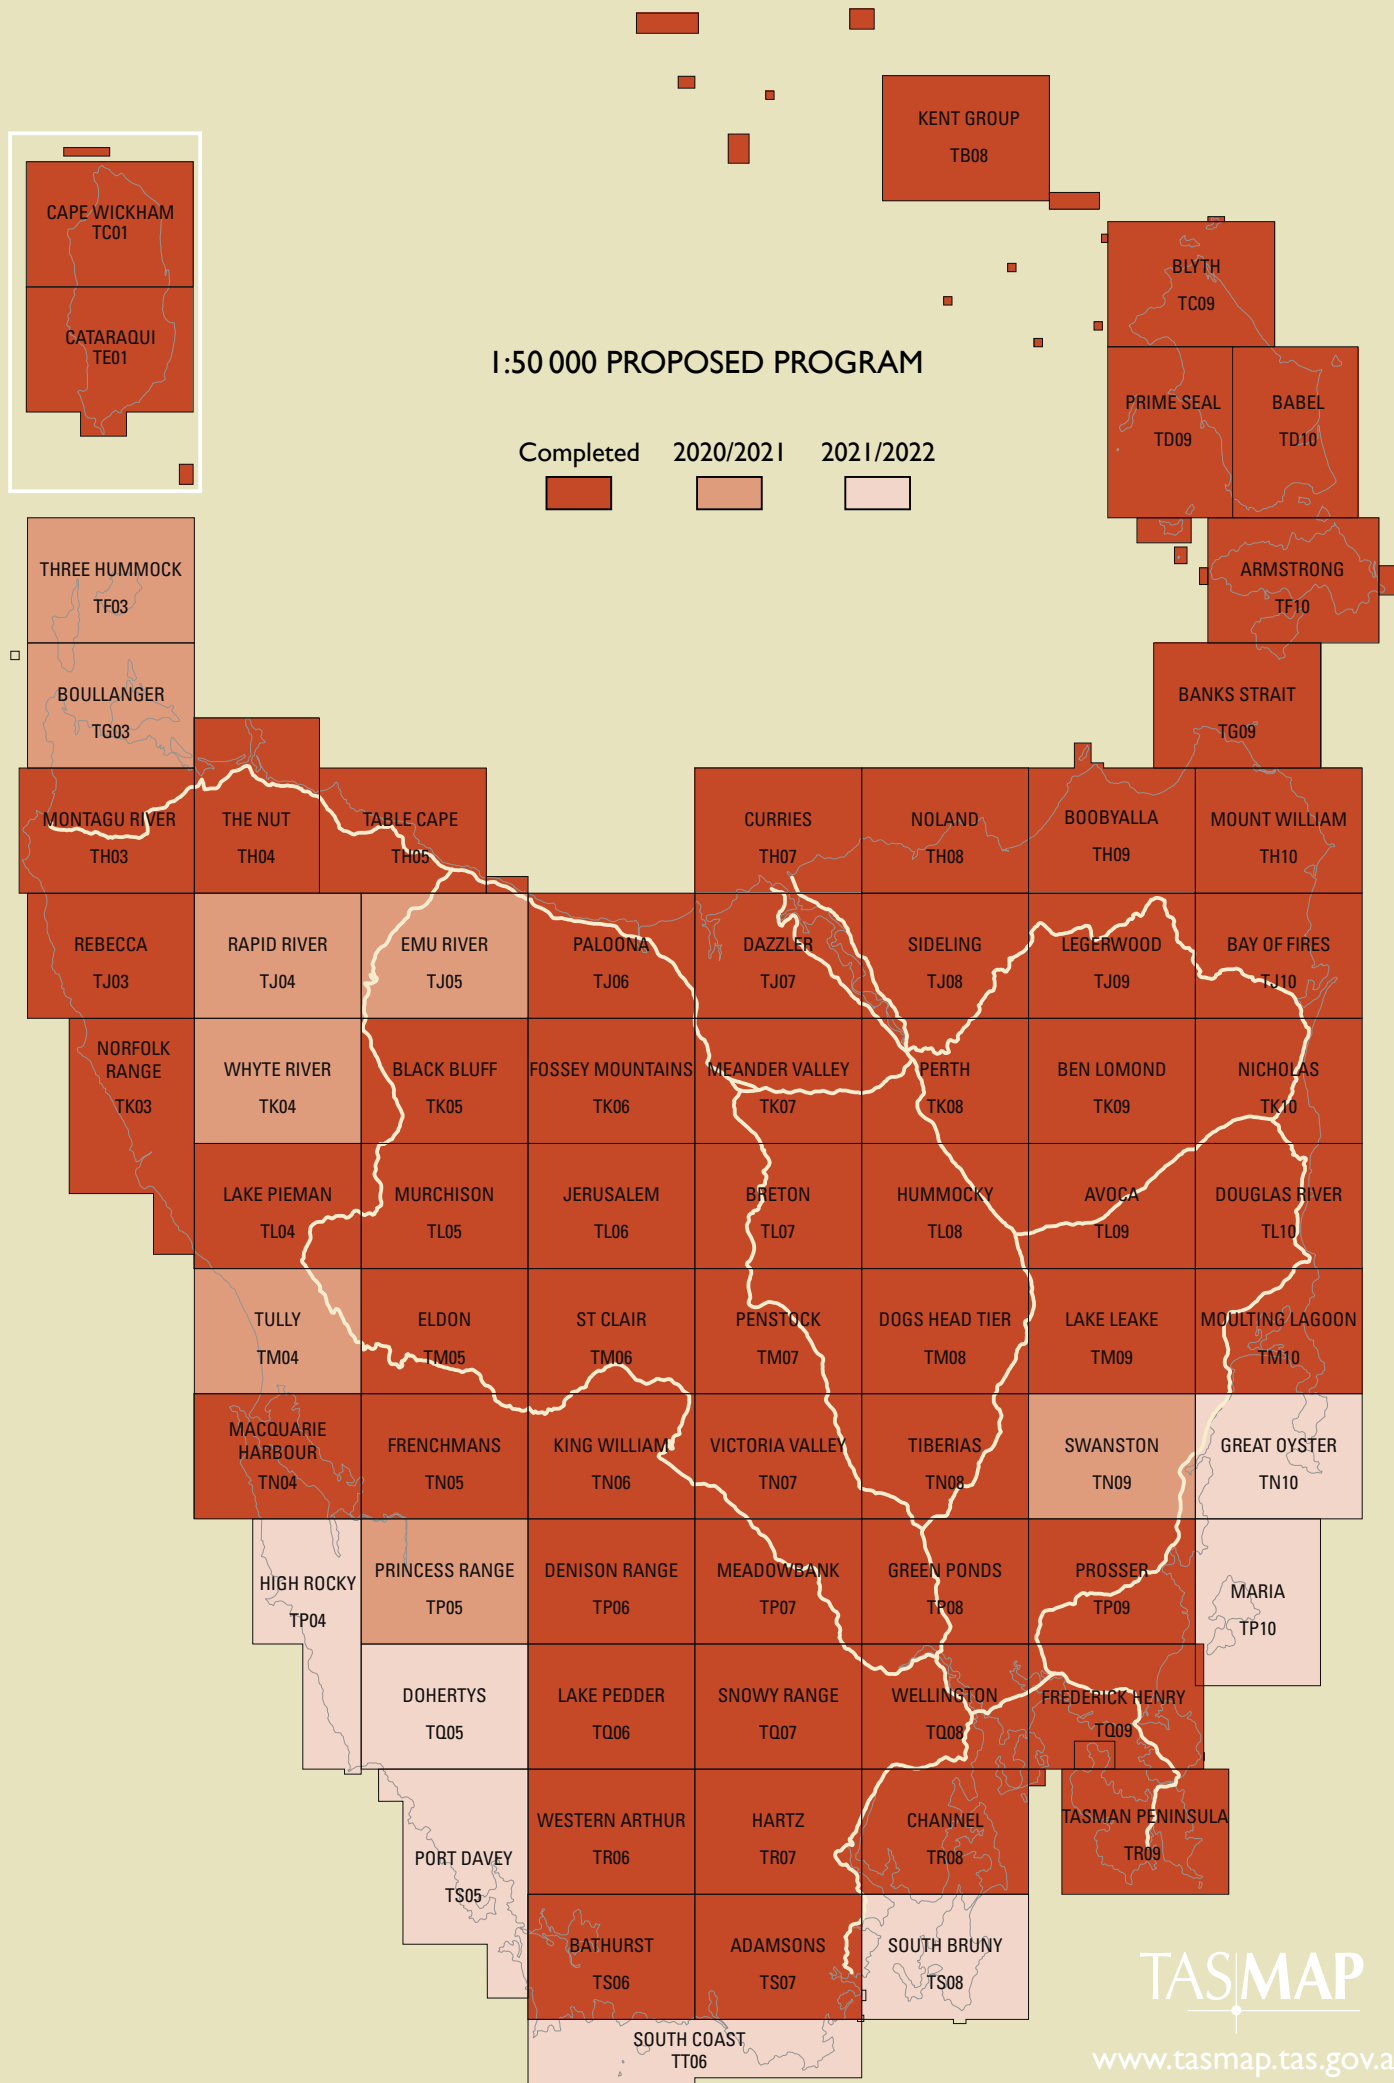 KENT GROUP
TB08
CAPE WICKHAM
TC01
CATARAQUI
TE01
BLYTH
TC09
1:50 000 PROPOSED PROGRAM
Completed 2020/2021 2021/2022
PRIME SEAL
TD09
BABEL
TD10
THREE HUMMOCK
TF03
ARMSTRONG
TF10
BOULLANGER
TG03
BANKS STRAIT
TG09
MONTAGU RIVER
TH03
THE NUT
TH04
TABLE CAPE
TH05
CURRIES
TH07
NOLAND
TH08
BOOBYALLA
TH09
MOUNT WILLIAM
TH10
REBECCA
TJ03
RAPID RIVER
TJ04
EMU RIVER
TJ05
PALOONA
TJ06
DAZZLER
TJ07
SIDELING
TJ08
LEGERWOOD
TJ09
BAY OF FIRES
TJ10
NORFOLK
RANGE
TK03
WHYTE RIVER
TK04
BLACK BLUFF
TK05
FOSSEY MOUNTAINS
TK06
MEANDER VALLEY
TK07
PERTH
TK08
BEN LOMOND
TK09
NICHOLAS
TK10
LAKE PIEMAN
TL04
MURCHISON
TL05
JERUSALEM
TL06
BRETON
TL07
HUMMOCKY
TL08
AVOCA
TL09
DOUGLAS RIVER
TL10
TULLY
TM04
ELDON
TM05
ST CLAIR
TM06
PENSTOCK
TM07
DOGS HEAD TIER
TM08
LAKE LEAKE
TM09
MOULTING LAGOON
TM10
MACQUARIE
HARBOUR
TN04
FRENCHMANS
TN05
KING WILLIAM
TN06
VICTORIA VALLEY
TN07
TIBERIAS
TN08
SWANSTON
TN09
GREAT OYSTER
TN10
HIGH ROCKY
TP04
PRINCESS RANGE
TP05
DENISON RANGE
TP06
MEADOWBANK
TP07
GREEN PONDS
TP08
PROSSER
TP09
MARIA
TP10
DOHERTYS
TQ05
LAKE PEDDER
TQ06
SNOWY RANGE
TQ07
WELLINGTON
TQ08
FREDERICK HENRY
TQ09
PORT DAVEY
TS05
WESTERN ARTHUR
TR06
HARTZ
TR07
CHANNEL
TR08
TASMAN PENINSULA
TR09
BATHURST
TS06
ADAMSONS
TS07
SOUTH BRUNY
TS08
SOUTH COAST
TT06
TASMAP
www.tasmap.tas.gov.a